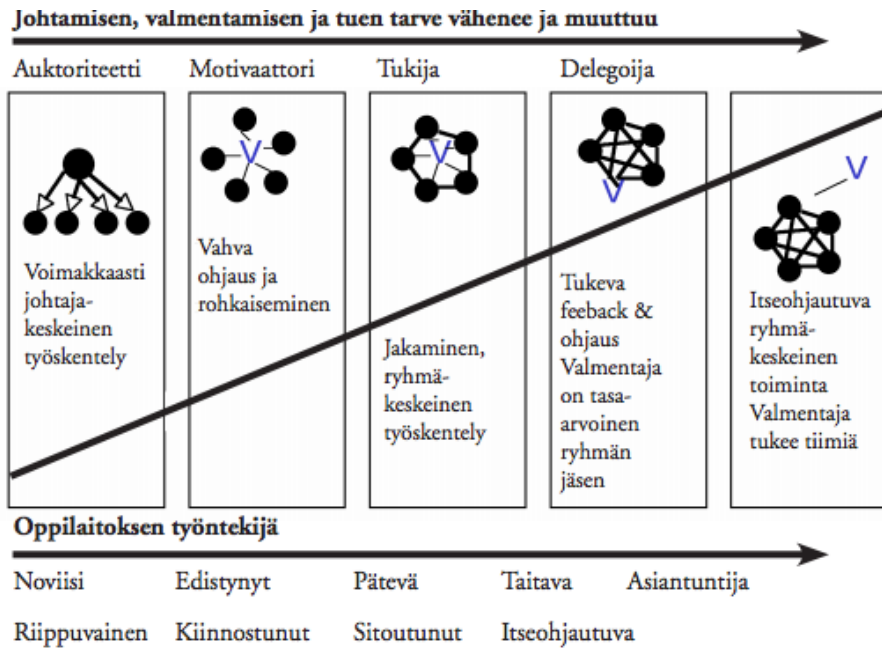 Johtamisen, valmentamisen ja tuen tarve vähenee ja muuttuu
Auktoriteetti Motivaattori Tukija Delegoija
V
V
V
V
Voimakkaasti
johtaja-
keskeinen
työskentely
Vahva
ohjaus ja
rohkaiseminen
Jakaminen,
ryhmä-
keskeinen
työskentely
Tukeva
feeback &
ohjaus
Valmentaja
on tasa-
arvoinen
ryhmän
jäsen
Itseohjautuva
ryhmä-
keskeinen
toiminta
Valmentaja
tukee tiimiä
Oppilaitoksen työntekijä
Noviisi Edistynyt Pätevä Taitava Asiantuntija
Riippuvainen Kiinnostunut Sitoutunut Itseohjautuva